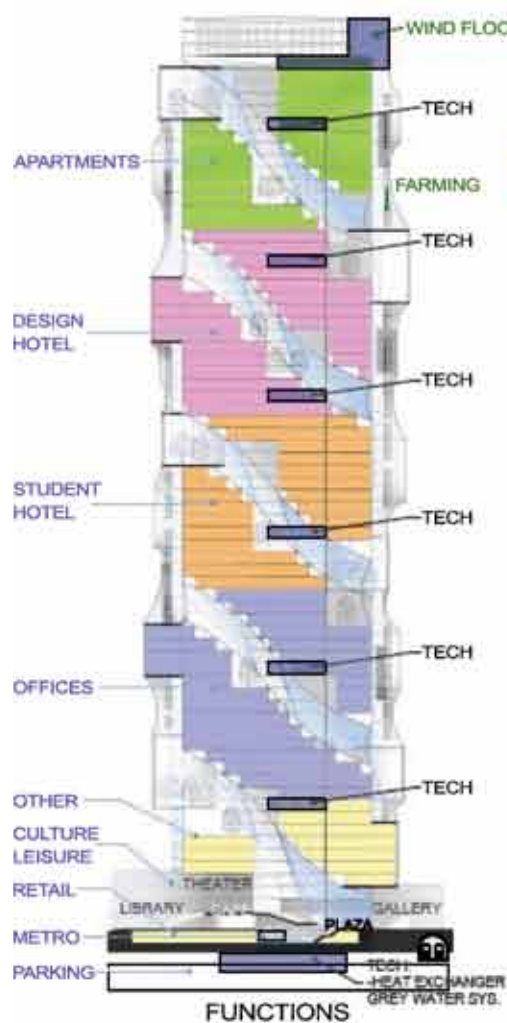 WIND FLOO
TECH
APARTMENTS
FARMING
TECH
DESIGN
HOTEL
TECH
STUDENT
HOTEL
TECH
TECH
OFFICES
TECH
OTHER
CULTURE
LEISURE
THEATER
RETAIL
LIBRARY
GALLERY
PLAZA
METRO
PARKING
TECH:
-HEAT EXCHANGER
GREY WATER SYS.
FUNCTIONS